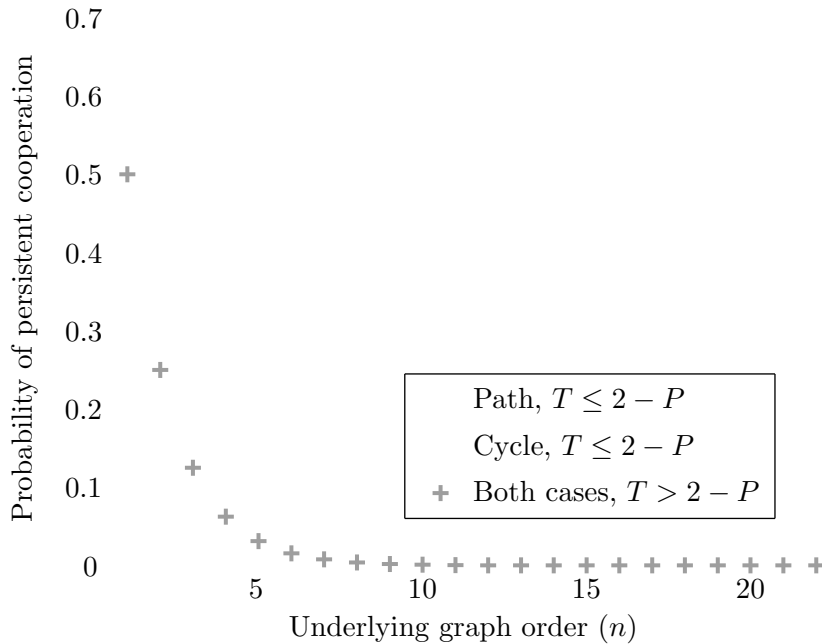 0.7
0.6
0.5
0.4
0.3
0.2
0.1
0
Probability of persistent cooperation
Path, T ≤ 2 − P
Cycle, T ≤ 2 − P
Both cases, T > 2 − P
5 10 15 20
Underlying graph order (n)